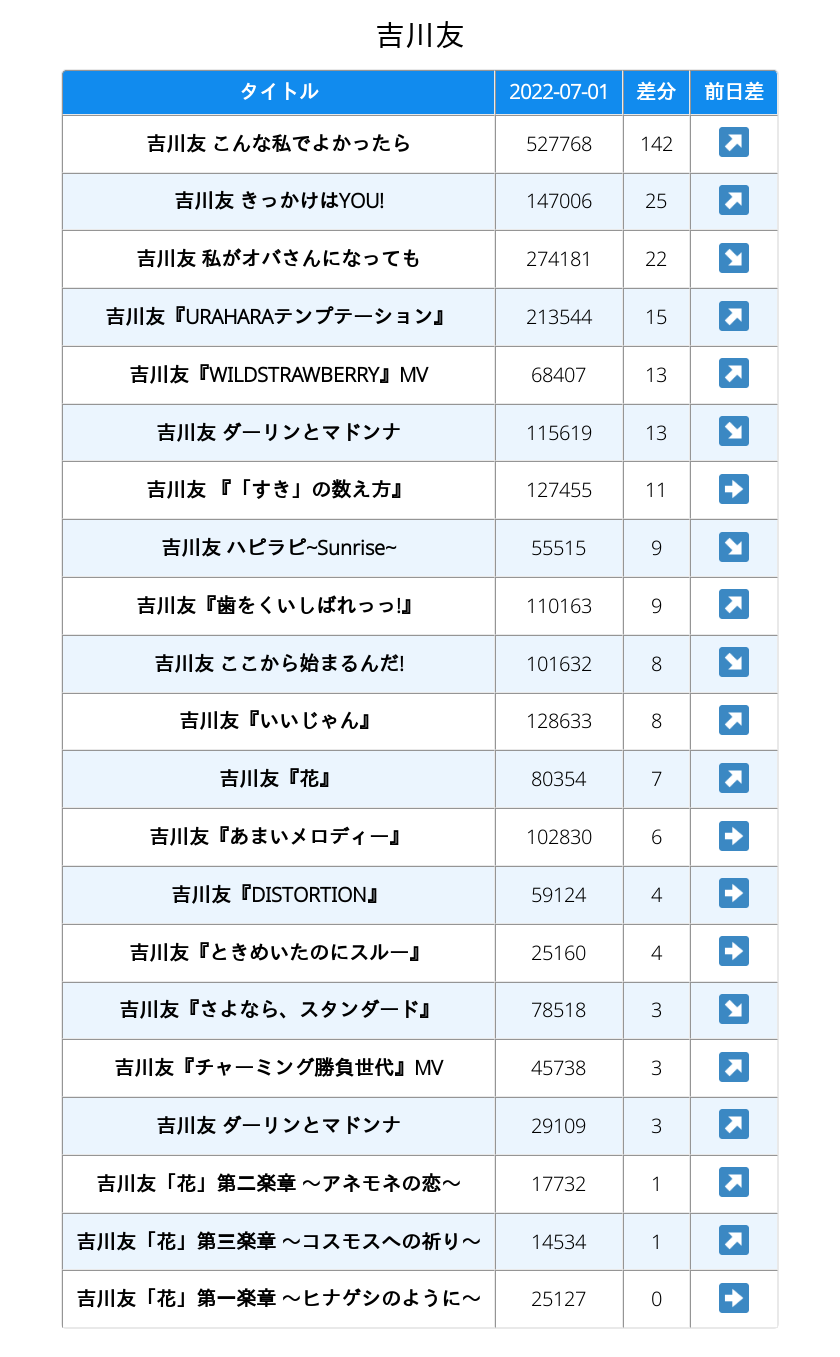 吉川友
タイトル 2022-07-01 差分 前日差
吉川友 こんな私でよかったら 527768 142
吉川友 きっかけはYOU! 147006 25
吉川友 私がオバさんになっても 274181 22
吉川友『URAHARAテンプテーション』 213544 15
吉川友『WILDSTRAWBERRY』MV 68407 13
吉川友 ダーリンとマドンナ 115619 13
吉川友 『「すき」の数え方』 127455 11
吉川友 ハピラピ~Sunrise~ 55515 9
吉川友『歯をくいしばれっっ!』 110163 9
吉川友 ここから始まるんだ! 101632 8
吉川友『いいじゃん』 128633 8
吉川友『花』 80354 7
吉川友『あまいメロディー』 102830 6
吉川友『DISTORTION』 59124 4
吉川友『ときめいたのにスルー』 25160 4
吉川友『さよなら、スタンダード』 78518 3
吉川友『チャーミング勝負世代』MV 45738 3
吉川友 ダーリンとマドンナ 29109 3
吉川友「花」第二楽章 〜アネモネの恋〜 17732 1
吉川友「花」第三楽章 〜コスモスへの祈り〜 14534 1
吉川友「花」第一楽章 〜ヒナゲシのように〜 25127 0